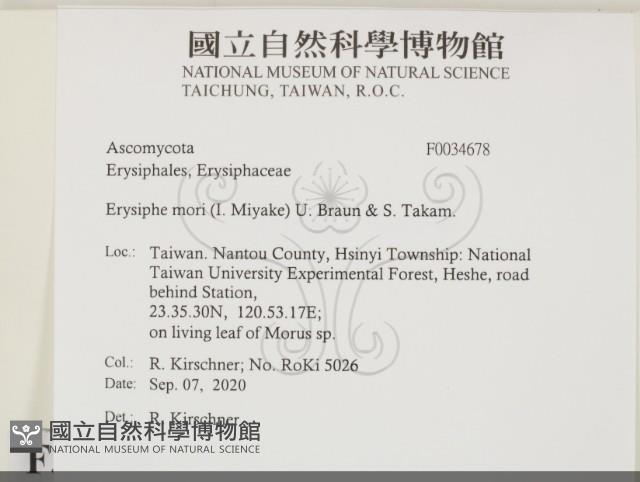 國立自然科學博物館
NATIONAL MUSEUM OF NATURAL SCIENCE
TAICHUNG, TAIWAN, R.O.C.
Ascomycota F0034678
Erysiphales, Erysiphaceae
Erysiphe mori (I. Miyake) U. Braun & S. Takam.
Loc.: Taiwan. Nantou County, Hsinyi Township: National
Taiwan University Experimental Forest, Heshe, road
behind Station,
23.35.30N, 120.53.17E;
on living leaf of Morus sp.
Col.: R. Kirschner; No. RoKi 5026
Date: Sep. 07, 2020
Det.: R. Kirschner
國立自然科學博物館
NATIONAL MUSEUM OF NATURAL SCIENCE